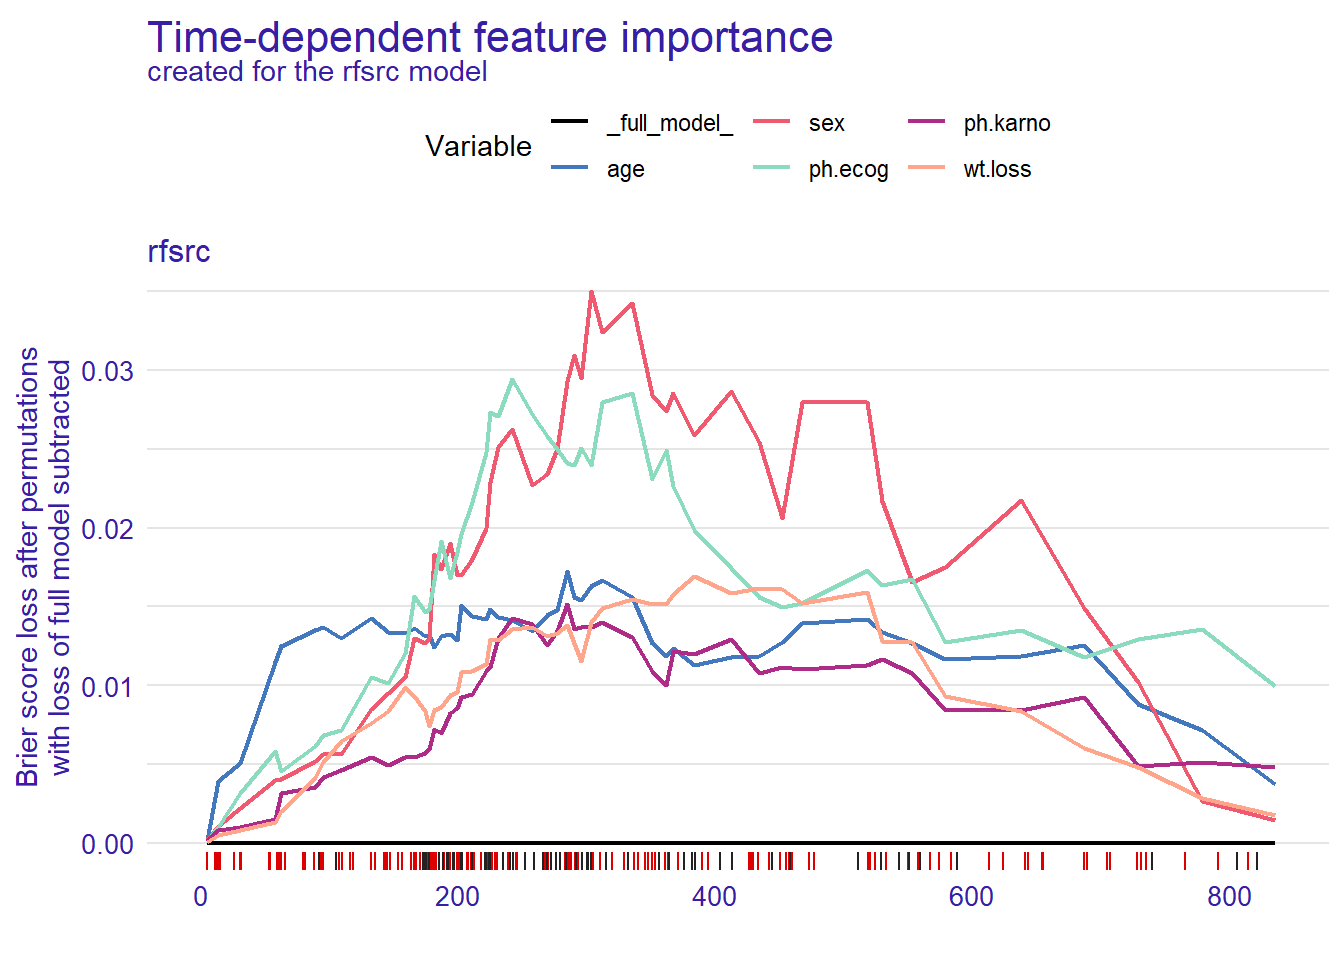 Time-dependent feature importance
created for the rfsrc model
Variable
_full_model_ sex ph.karno
age ph.ecog wt.loss
rfsrc
Brier score loss after permutations
with loss of full model subtracted
0.03
0.02
0.01
0.00
0 200 400 600 800